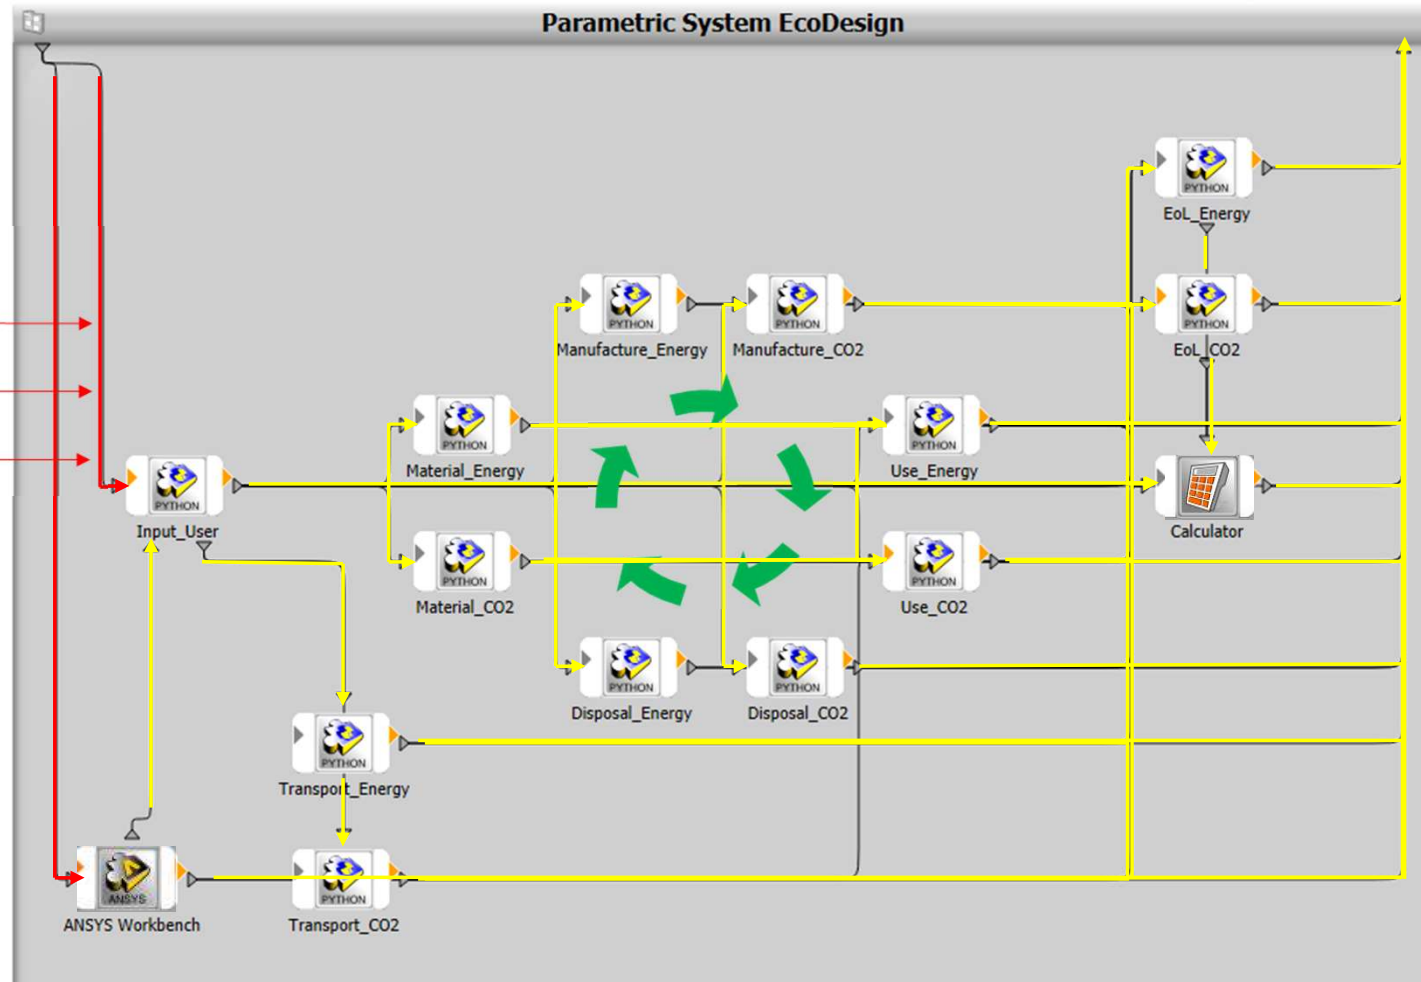 Parametric System EcoDesign
PYTHON
EoL_Energy
PYTHON
Manufacture_Energy
PYTHON
Manufacture_CO2
PYTHON
EoL_CO2
PYTHON
Material_Energy
PYTHON
Use_Energy
PYTHON
Input_User
Calculator
PYTHON
Material_CO2
PYTHON
Use_CO2
PYTHON
Disposal_Energy
PYTHON
Disposal_CO2
PYTHON
Transport_Energy
ANSYS
ANSYS Workbench
PYTHON
Transport_CO2